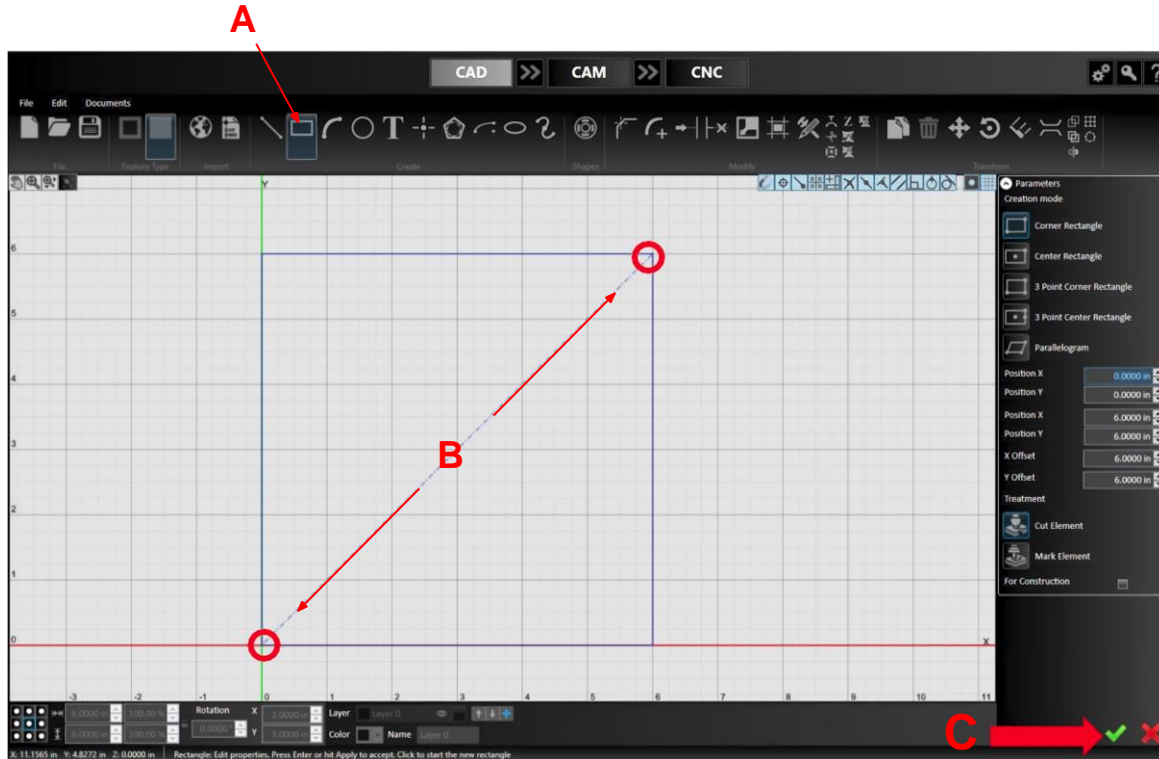 A
CAD >> CAM >> CNC
File Edit Documents
File Feature Type Import Create Shapes Modify Transform
Y
Parameters
Creation mode
Corner Rectangle
Center Rectangle
3 Point Corner Rectangle
3 Point Center Rectangle
Parallelogram
Position X 0.0000 in
Position Y 0.0000 in
Position X 6.0000 in
Position Y 6.0000 in
X Offset 6.0000 in
Y Offset 6.0000 in
Treatment
Cut Element
Mark Element
For Construction
6
5
4
3
B
2
1
0
X
-3 -2 -1 0 1 2 3 4 5 6 7 8 9 10 11
6.0000 in 100.00 % Rotation X 3.0000 in Layer Layer 0
6.0000 in 100.00 % 0.0000 ° Y 3.0000 in Color Name Layer 0
C
X: 11.1565 in Y: 4.8272 in Z: 0.0000 in Rectangle: Edit properties. Press Enter or hit Apply to accept. Click to start the new rectangle